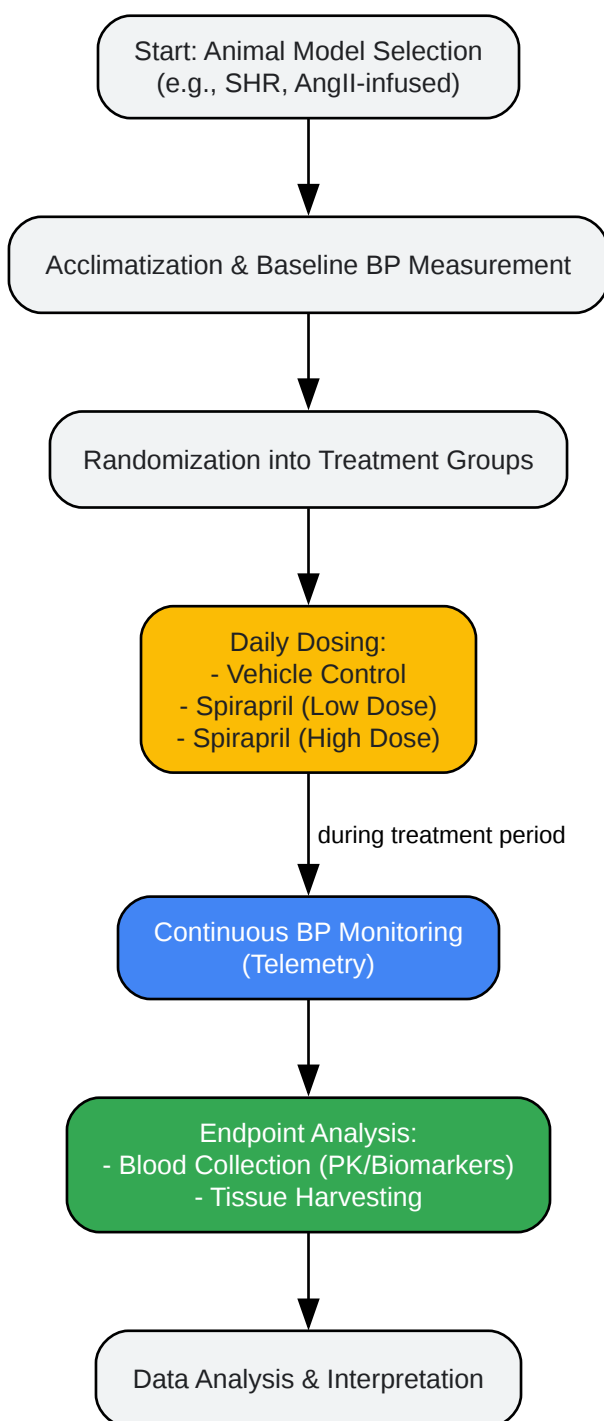 Start: Animal Model Selection
(e.g., SHR, AngII-infused)
Acclimatization & Baseline BP Measurement
Randomization into Treatment Groups
Daily Dosing:
- Vehicle Control
- Spirapril (Low Dose)
- Spirapril (High Dose)
during treatment period
Continuous BP Monitoring
(Telemetry)
Endpoint Analysis:
- Blood Collection (PK/Biomarkers)
- Tissue Harvesting
Data Analysis & Interpretation